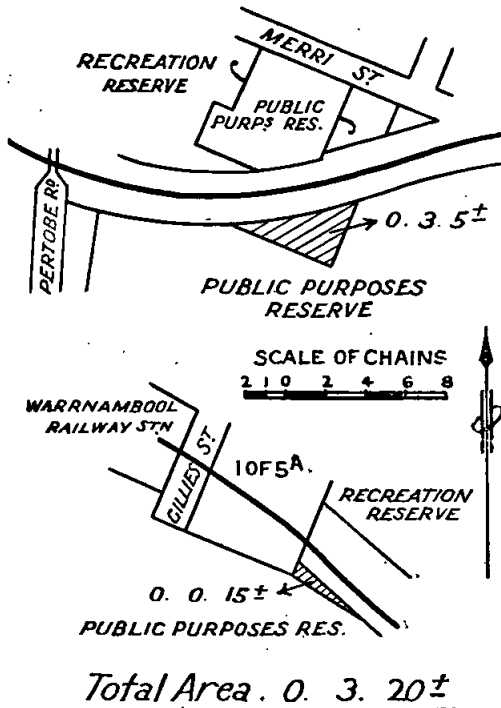 MERRI ST.
RECREATION
RESERVE
PUBLIC
PURPS RES.
PERTOBE RD
0. 3. 5±
PUBLIC PURPOSES
RESERVE
SCALE OF CHAINS
2 1 0 2 4 6 8
WARRNAMBOOL
RAILWAY STN
GILLIES ST.
10F5A.
RECREATION
RESERVE
0. 0. 15±
PUBLIC PURPOSES RES.
Total Area. 0. 3. 20±